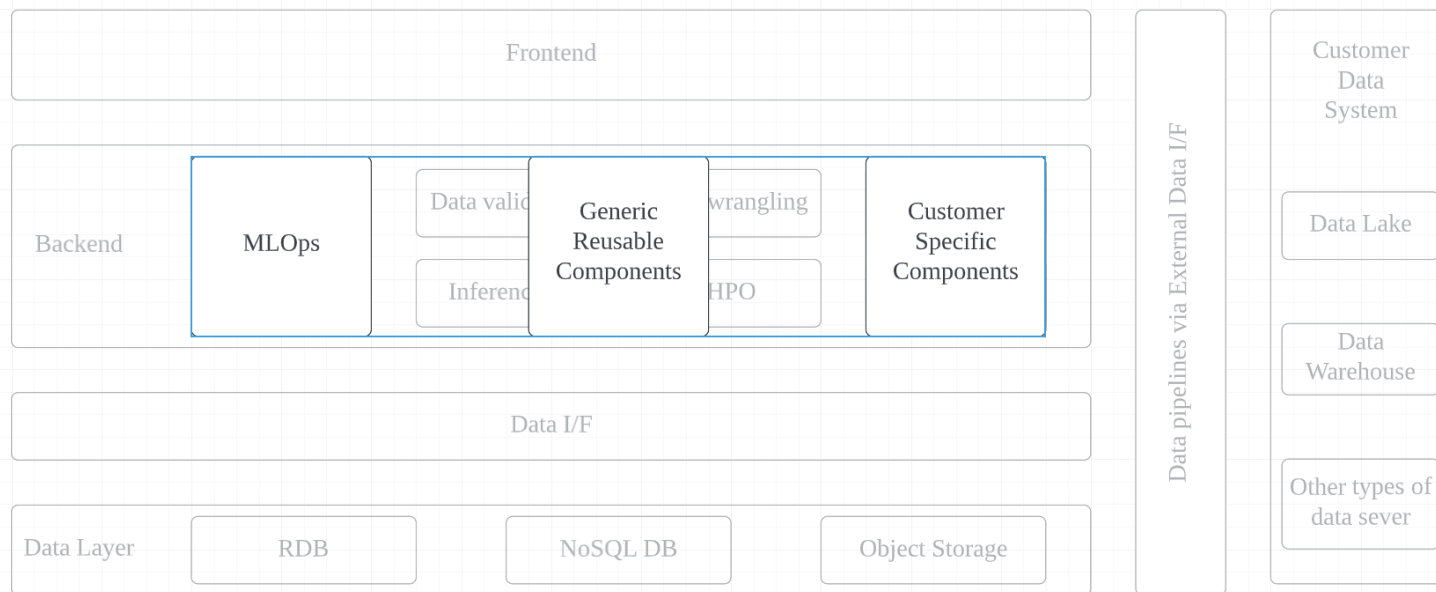 Frontend
Customer
Data
System
Backend
MLOps
Data valid
Generic
Reusable
Components
wrangling
Inferenc
HPO
Customer
Specific
Components
Data pipelines via External Data I/F
Data Lake
Data
Warehouse
Data I/F
Other types of
data sever
Data Layer
RDB
NoSQL DB
Object Storage